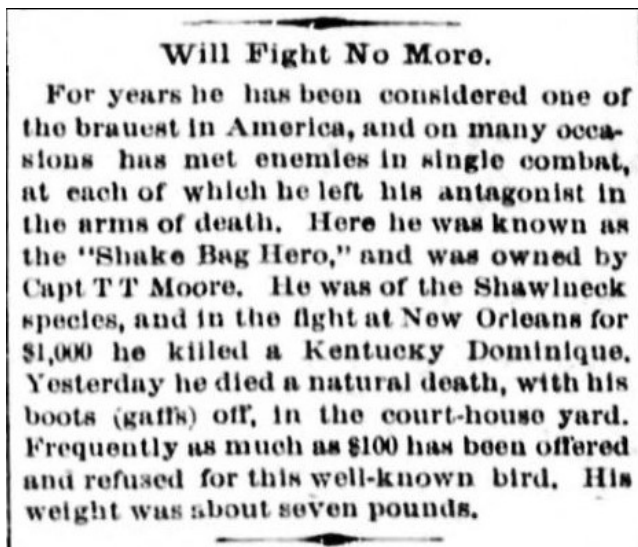 Will Fight No More.
For years he has been considered one of
the brauest in America, and on many occa-
sions has met enemies in single combat,
at each of which he left his antagonist in
the arms of death. Here he was known as
the "Shake Bag Hero," and was owned by
Capt T T Moore. He was of the Shawlneck
species, and in the fight at New Orleans for
$1,000 he killed a Kentucky Dominique.
Yesterday he died a natural death, with his
boots (gaffs) off, in the court-house yard.
Frequently as much as $100 has been offered
and refused for this well-known bird. His
weight was about seven pounds.